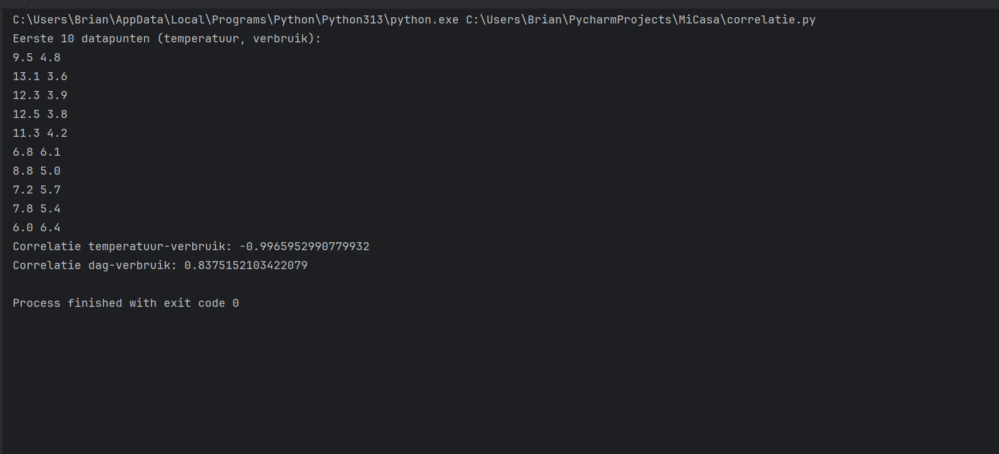 C:\Users\Brian\AppData\Local\Programs\Python\Python313\python.exe C:\Users\Brian\PycharmProjects\MiCasa\correlatie.py
Eerste 10 datapunten (temperatuur, verbruik):
9.5 4.8
13.1 3.6
12.3 3.9
12.5 3.8
11.3 4.2
6.8 6.1
8.8 5.0
7.2 5.7
7.8 5.4
6.0 6.4
Correlatie temperatuur-verbruik: -0.9965952990779932
Correlatie dag-verbruik: 0.8375152103422079
Process finished with exit code 0